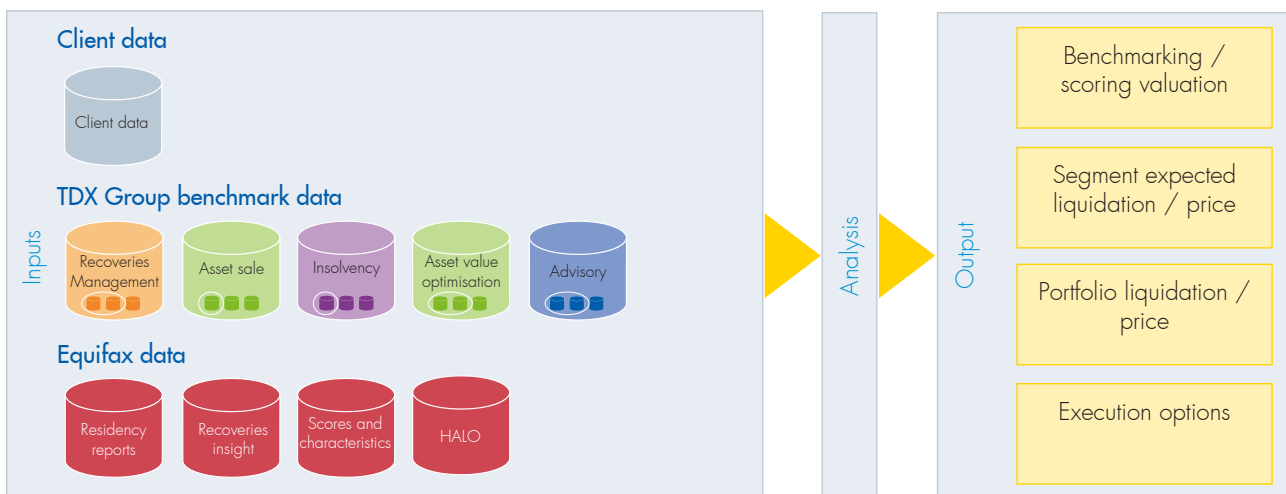 Client data
Client data
TDX Group benchmark data
Inputs
Recoveries
Management
Asset sale
Insolvency
Asset value
optimisation
Advisory
Equifax data
Residency
reports
Recoveries
insight
Scores and
characteristics
HALO
Analysis
Output
Benchmarking /
scoring valuation
Segment expected
liquidation / price
Portfolio liquidation /
price
Execution options